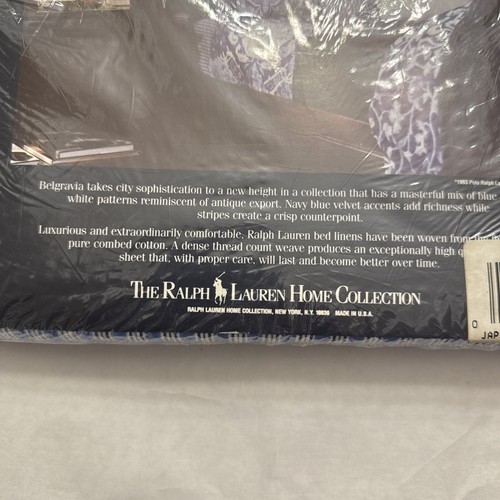 *1993 Polo Ralph La
Belgravia takes city sophistication to a new height in a collection that has a masterful mix of blue
white patterns reminiscent of antique export. Navy blue velvet accents add richness while
stripes create a crisp counterpoint.
Luxurious and extraordinarily comfortable, Ralph Lauren bed linens have been woven from
pure combed cotton. A dense thread count weave produces an exceptionally high q
sheet that, with proper care, will last and become better over time.
THE RALPH LAUREN HOME COLLECTION
RALPH LAUREN HOME COLLECTION, NEW YORK, N.Y. 10036 MADE IN U.S.A.
0
JAP